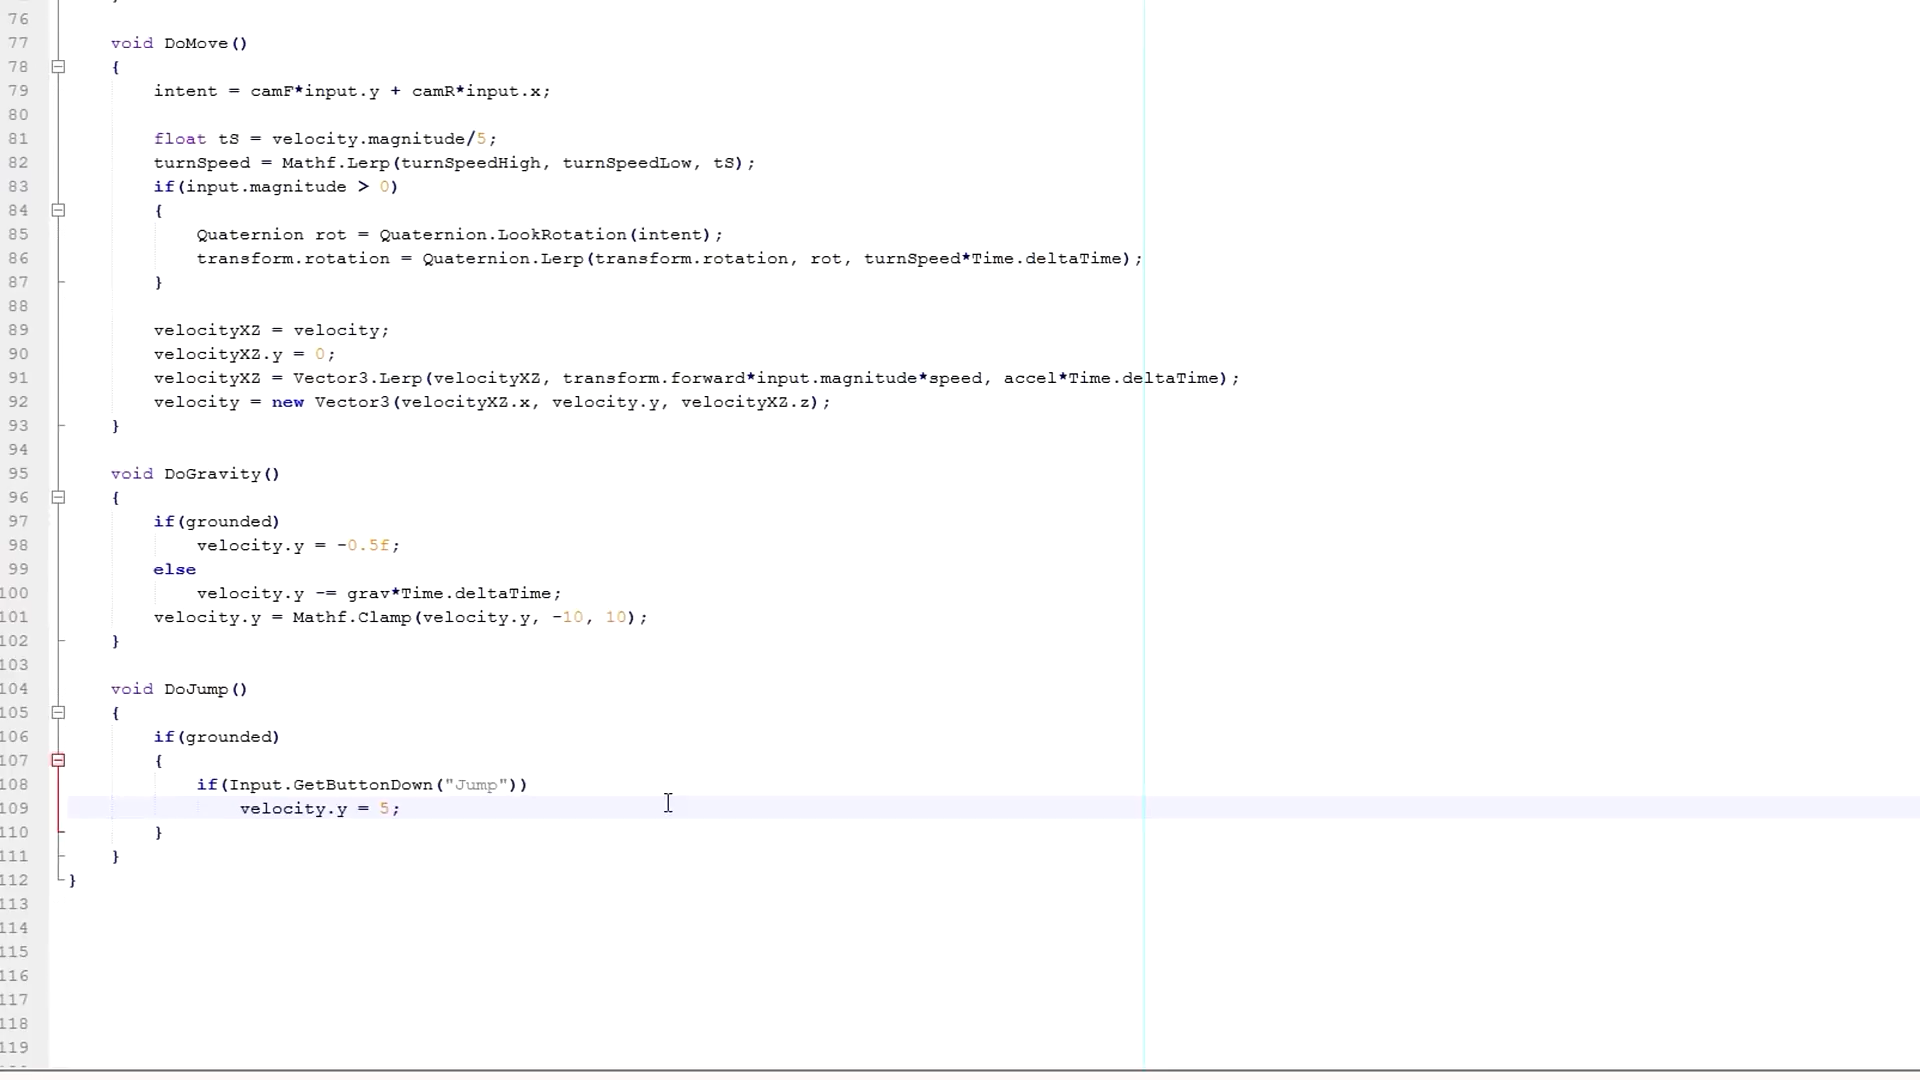 76
77 void DoMove()
78 {
79 intent = camF*input.y + camR*input.x;
80
81 float tS = velocity.magnitude/5;
82 turnSpeed = Mathf.Lerp(turnSpeedHigh, turnSpeedLow, tS);
83 if(input.magnitude > 0)
84 {
85 Quaternion rot = Quaternion.LookRotation(intent);
86 transform.rotation = Quaternion.Lerp(transform.rotation, rot, turnSpeed*Time.deltaTime);
87 }
88
89 velocityXZ = velocity;
90 velocityXZ.y = 0;
91 velocityXZ = Vector3.Lerp(velocityXZ, transform.forward*input.magnitude*speed, accel*Time.deltaTime);
92 velocity = new Vector3(velocityXZ.x, velocity.y, velocityXZ.z);
93 }
94
95 void DoGravity()
96 {
97 if(grounded)
98 velocity.y = -0.5f;
99 else
100 velocity.y -= grav*Time.deltaTime;
101 velocity.y = Mathf.Clamp(velocity.y, -10, 10);
102 }
103
104 void DoJump()
105 {
106 if(grounded)
107 {
108 if(Input.GetButtonDown("Jump"))
109 velocity.y = 5;
110 }
111 }
112 }
113
114
115
116
117
118
119